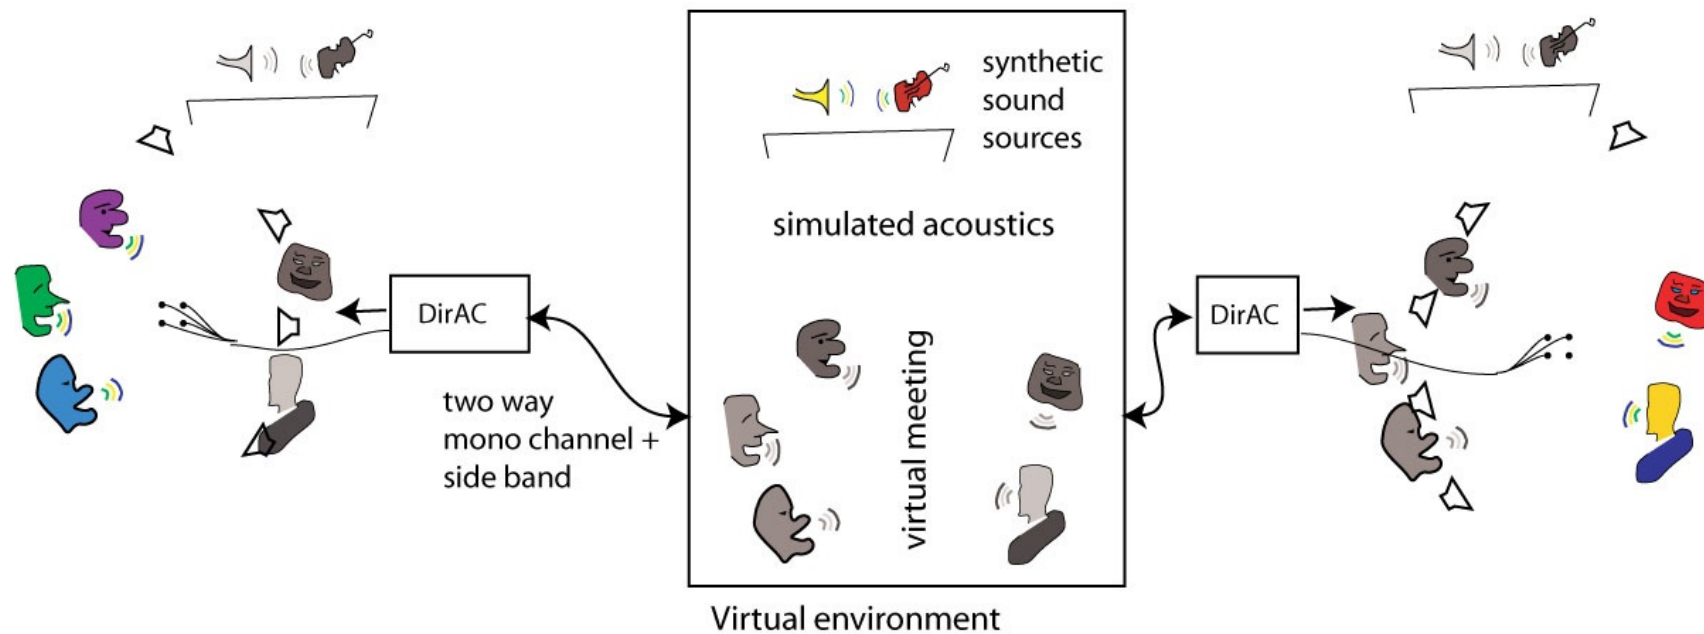 synthetic
sound
sources
simulated acoustics
DirAC
two way
mono channel +
side band
virtual meeting
DirAC
Virtual environment